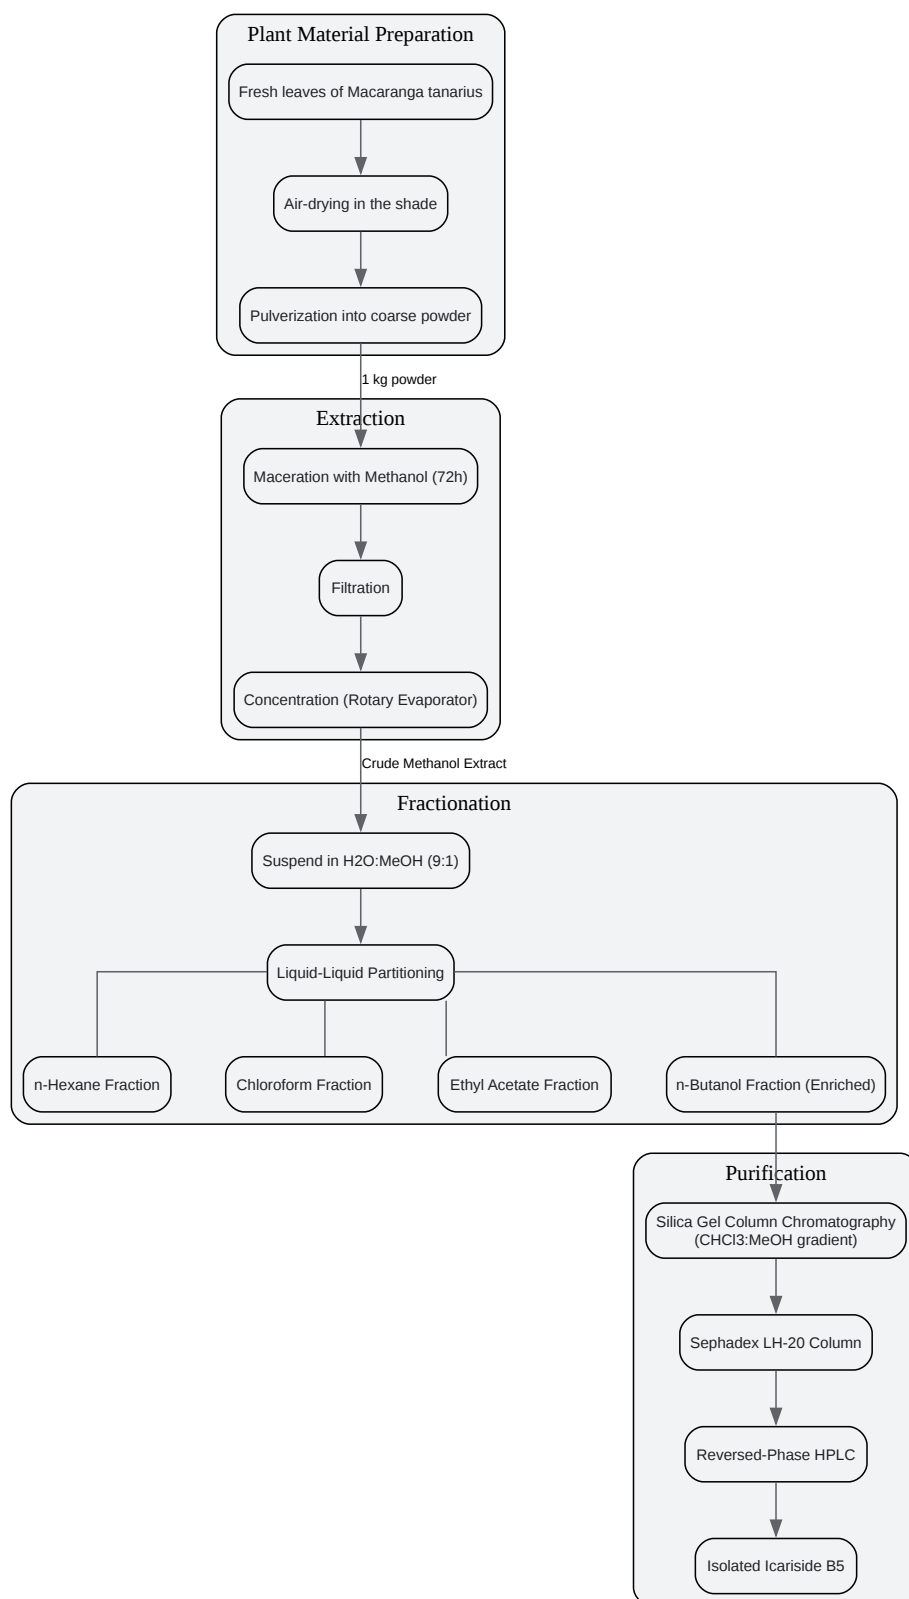 Plant Material Preparation
Fresh leaves of Macaranga tanarius
Air-drying in the shade
Pulverization into coarse powder
1 kg powder
Extraction
Maceration with Methanol (72h)
Filtration
Concentration (Rotary Evaporator)
Crude Methanol Extract
Fractionation
Suspend in H2O:MeOH (9:1)
Liquid-Liquid Partitioning
n-Hexane Fraction
Chloroform Fraction
Ethyl Acetate Fraction
n-Butanol Fraction (Enriched)
Purification
Silica Gel Column Chromatography
(CHCl3:MeOH gradient)
Sephadex LH-20 Column
Reversed-Phase HPLC
Isolated Icariside B5